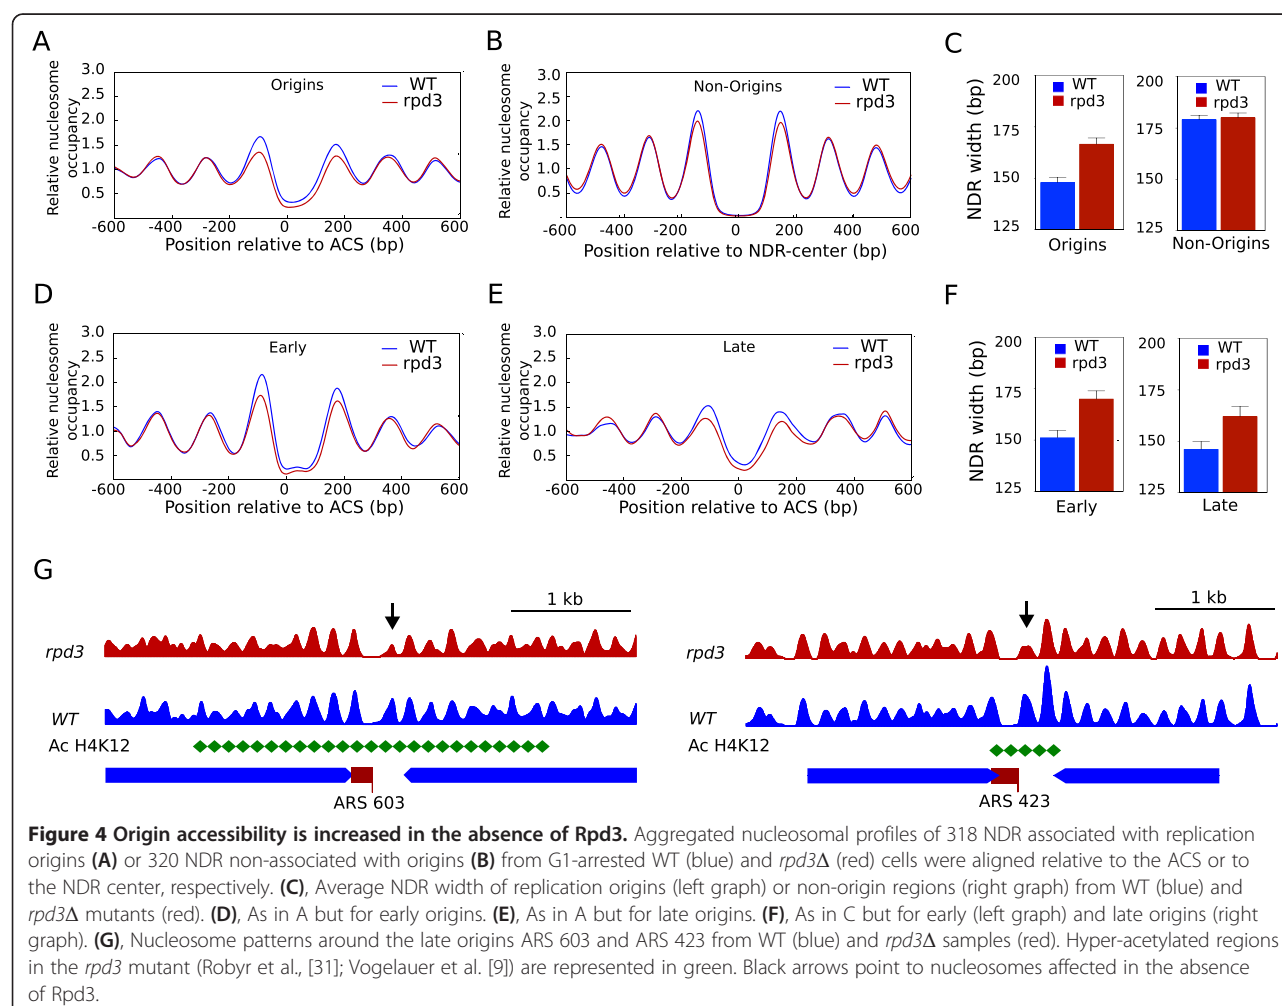 A
B
C
Relative nucleosome
occupancy
3.0
2.5
2.0
1.5
1.0
0.5
Origins
WT
rpd3
-600 -400 -200 0 200 400 600
Position relative to ACS (bp)
Relative nucleosome
occupancy
3.0
2.5
2.0
1.5
1.0
0.5
Non-Origins
WT
rpd3
-600 -400 -200 0 200 400 600
Position relative to NDR-center (bp)
NDR width (bp)
200
175
150
125
WT
rpd3
Origins
200
175
150
125
WT
rpd3
Non-Origins
D
E
F
Relative nucleosome
occupancy
3.0
2.5
2.0
1.5
1.0
0.5
Early
WT
rpd3
-600 -400 -200 0 200 400 600
Position relative to ACS (bp)
Relative nucleosome
occupancy
3.0
2.5
2.0
1.5
1.0
0.5
Late
WT
rpd3
-600 -400 -200 0 200 400 600
Position relative to ACS (bp)
NDR width (bp)
200
175
150
125
WT
rpd3
Early
200
175
150
125
WT
rpd3
Late
G
1 kb
rpd3
WT
Ac H4K12
ARS 603
1 kb
rpd3
WT
Ac H4K12
ARS 423
Figure 4 Origin accessibility is increased in the absence of Rpd3. Aggregated nucleosomal profiles of 318 NDR associated with replication
origins (A) or 320 NDR non-associated with origins (B) from G1-arrested WT (blue) and rpd3Δ (red) cells were aligned relative to the ACS or to
the NDR center, respectively. (C), Average NDR width of replication origins (left graph) or non-origin regions (right graph) from WT (blue) and
rpd3Δ mutants (red). (D), As in A but for early origins. (E), As in A but for late origins. (F), As in C but for early (left graph) and late origins (right
graph). (G), Nucleosome patterns around the late origins ARS 603 and ARS 423 from WT (blue) and rpd3Δ samples (red). Hyper-acetylated regions
in the rpd3 mutant (Robyr et al., [31]; Vogelauer et al. [9]) are represented in green. Black arrows point to nucleosomes affected in the absence
of Rpd3.